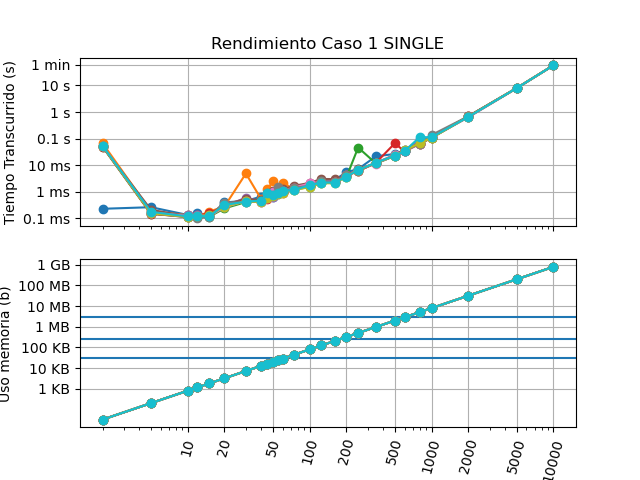 Rendimiento Caso 1 SINGLE
Tiempo Transcurrido (s)
1 min
10 s
1 s
0.1 s
10 ms
1 ms
0.1 ms
Uso memoria (b)
1 GB
100 MB
10 MB
1 MB
100 KB
10 KB
1 KB
10
20
50
100
200
500
1000
2000
5000
10000